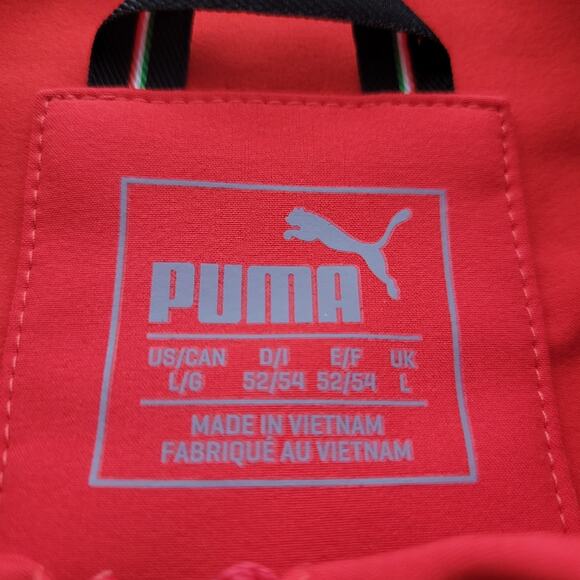 PUMA
US/CAN D/I E/F UK
L/G 52/54 52/54 L
MADE IN VIETNAM
FABRIQUÉ AU VIETNAM